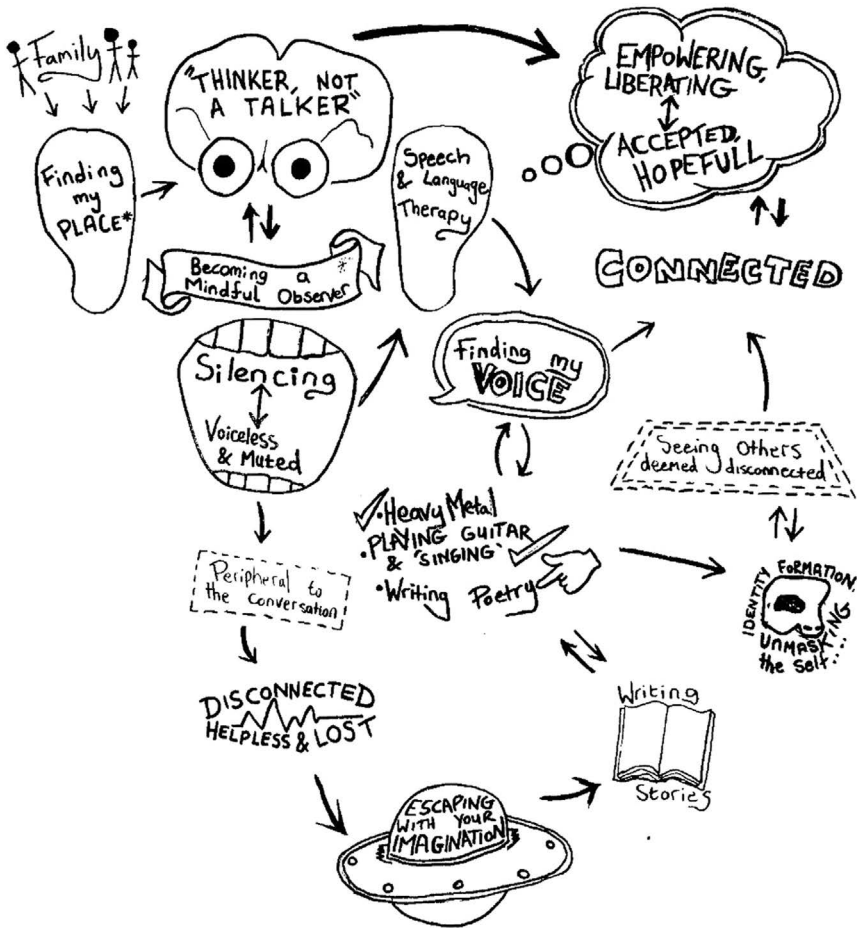 Family
"THINKER, NOT
A TALKER"
EMPOWERING,
LIBERATING
ACCEPTED,
HOPEFULL
Finding
my
PLACE*
Speech
& Language
Therapy
Becoming a *
Mindful Observer
CONNECTED
Silencing
Voiceless
& Muted
Finding my
VOICE
Seeing Others
deemed disconnected
•Heavy Metal
•PLAYING GUITAR
& 'SINGING'
•Writing Poetry
Peripheral to
the conversation
IDENTITY FORMATION,
UNMASKING
the self....
DISCONNECTED
HELPLESS & LOST
Writing
Stories
ESCAPING
WITH YOUR
IMAGINATION